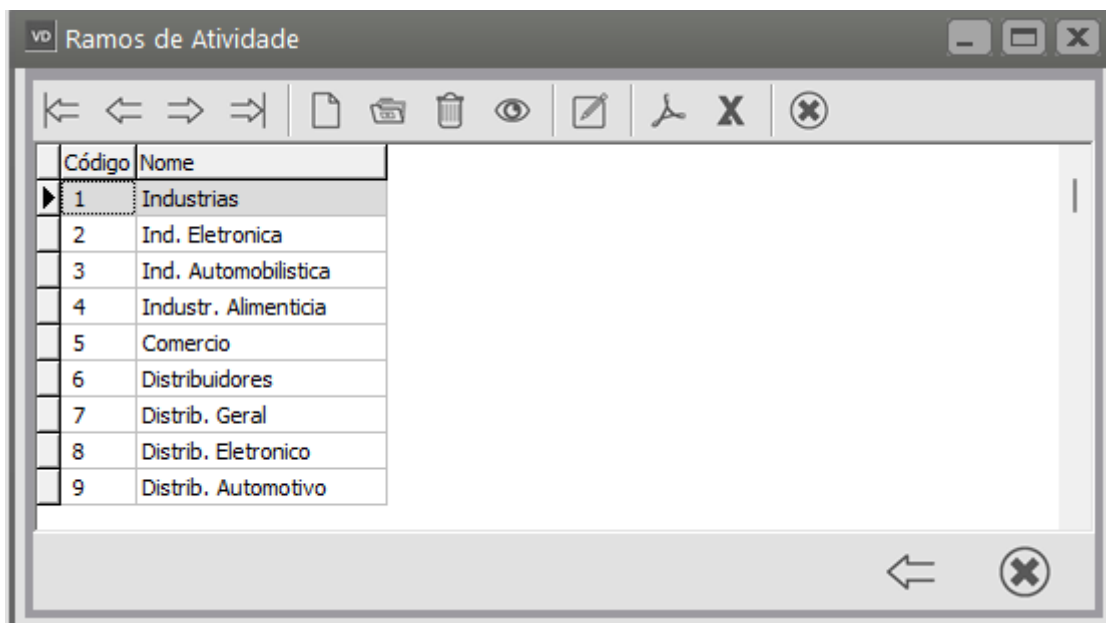 VD Ramos de Atividade
Código Nome
1 Industrias
2 Ind. Eletronica
3 Ind. Automobilistica
4 Industr. Alimenticia
5 Comercio
6 Distribuidores
7 Distrib. Geral
8 Distrib. Eletronico
9 Distrib. Automotivo